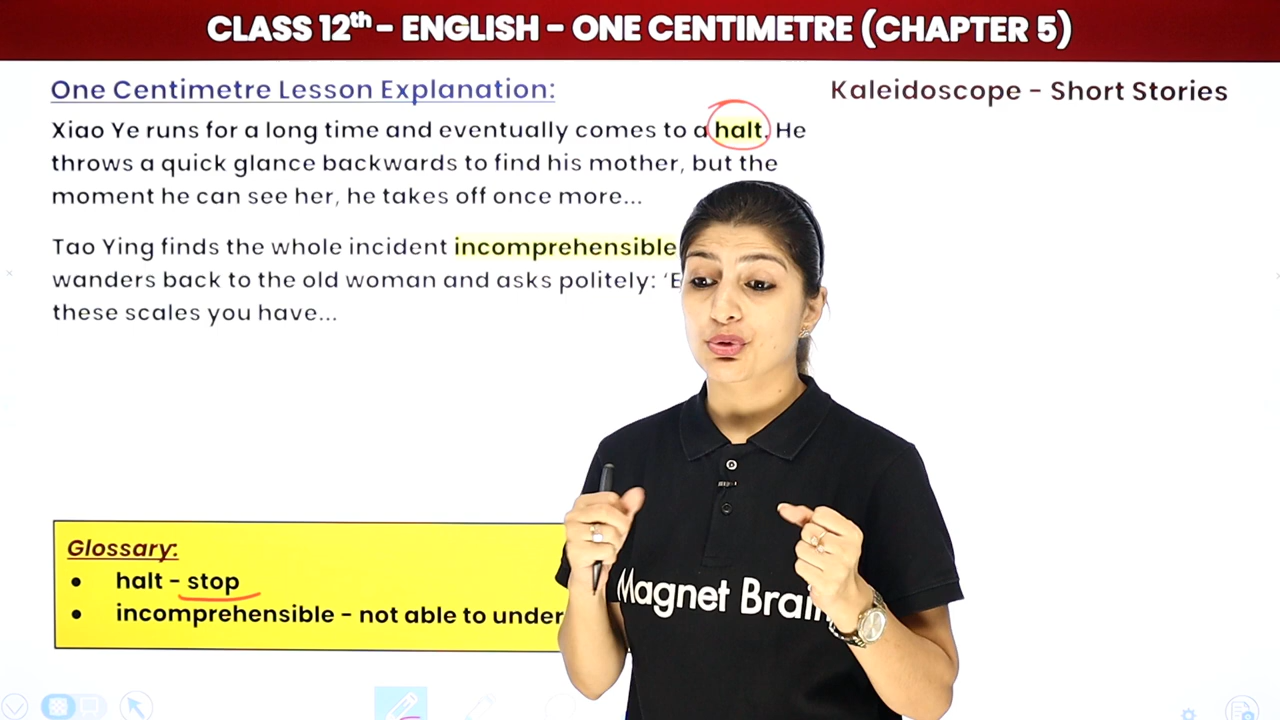 CLASS 12th - ENGLISH - ONE CENTIMETRE (CHAPTER 5)
One Centimetre Lesson Explanation:
Kaleidoscope - Short Stories
Xiao Ye runs for a long time and eventually comes to a halt. He
throws a quick glance backwards to find his mother, but the
moment he can see her, he takes off once more...
Tao Ying finds the whole incident incomprehensible
wanders back to the old woman and asks politely: ‘E
these scales you have...
Glossary:
• halt - stop
• incomprehensible - not able to under
Magnet Brain